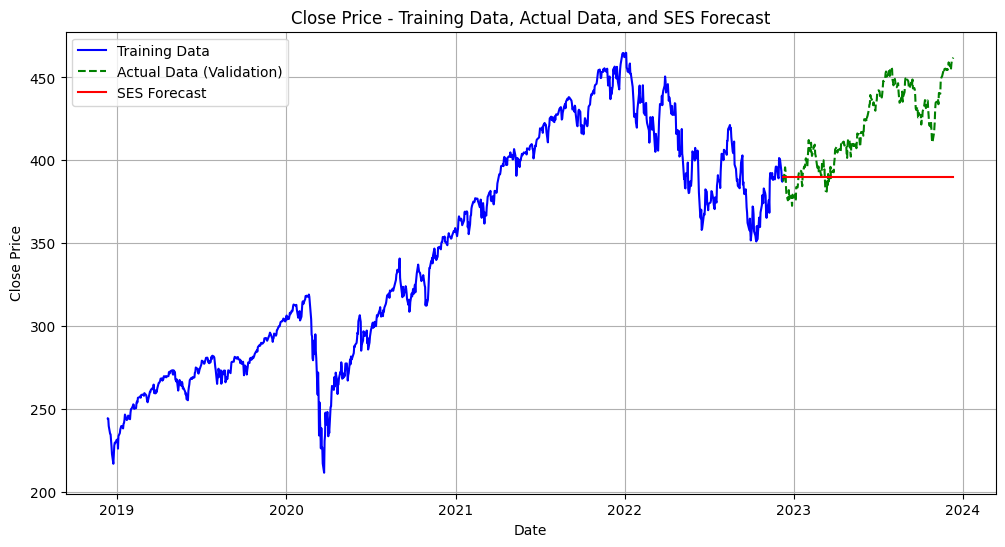 Close Price - Training Data, Actual Data, and SES Forecast
Training Data
Actual Data (Validation)
SES Forecast
450
400
350
300
250
200
Close Price
2019 2020 2021 2022 2023 2024
Date